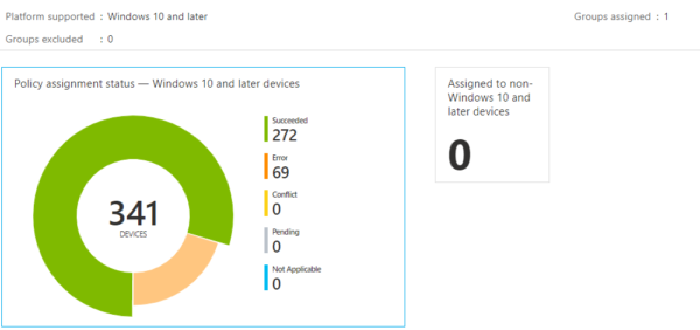 Platform supported : Windows 10 and later
Groups assigned : 1
Groups excluded : 0
Policy assignment status — Windows 10 and later devices
341
DEVICES
Succeeded
272
Error
69
Conflict
0
Pending
0
Not Applicable
0
Assigned to non-
Windows 10 and
later devices
0